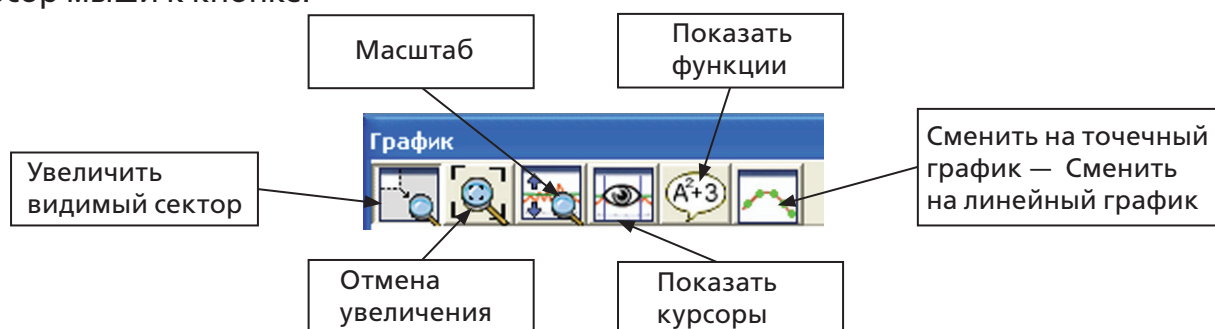 Масштаб
Показать
функции
График
Увеличить
видимый сектор
A²+3
Сменить на точечный
график — Сменить
на линейный график
Отмена
увеличения
Показать
курсоры